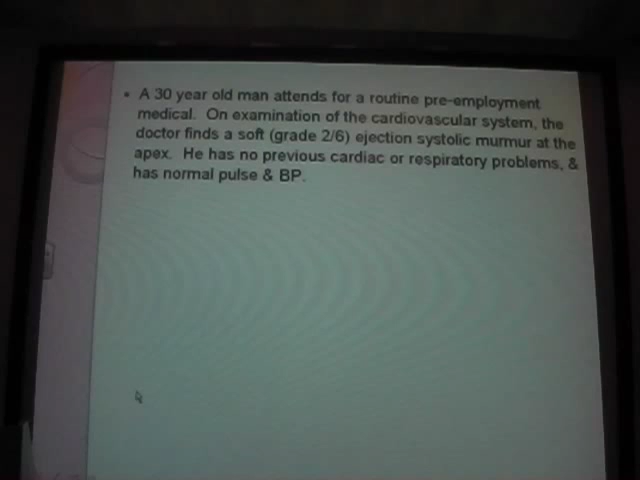 • A 30 year old man attends for a routine pre-employment
medical. On examination of the cardiovascular system, the
doctor finds a soft (grade 2/6) ejection systolic murmur at the
apex. He has no previous cardiac or respiratory problems, &
has normal pulse & BP.